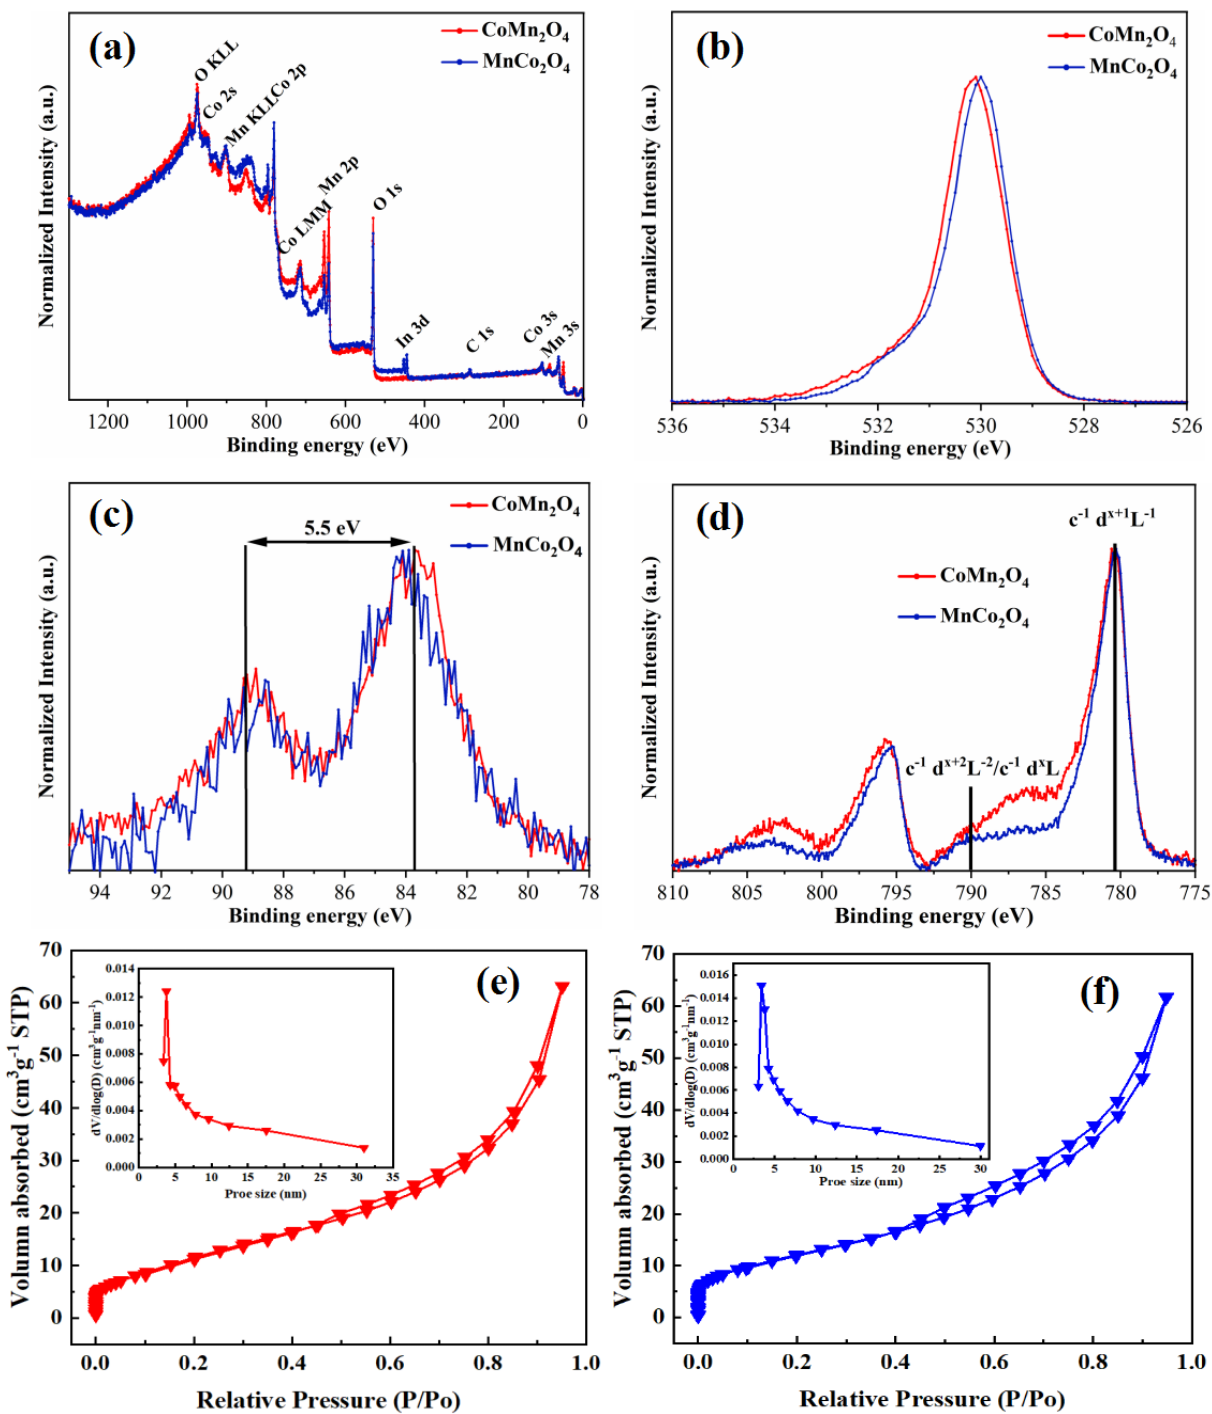 (a)
CoMn₂O₄
MnCo₂O₄
O KLL
Co 2s
Mn KLL
Co 2p
Co LMM
Mn 2p
O 1s
In 3d
C 1s
Co 3s
Mn 3s
Normalized Intensity (a.u.)
1200 1000 800 600 400 200 0
Binding energy (eV)
(b)
CoMn₂O₄
MnCo₂O₄
Normalized Intensity (a.u.)
536 534 532 530 528 526
Binding energy (eV)
(c)
CoMn₂O₄
MnCo₂O₄
5.5 eV
Normalized Intensity (a.u.)
94 92 90 88 86 84 82 80 78
Binding energy (eV)
(d)
c⁻¹ dˣ⁺¹L⁻¹
CoMn₂O₄
MnCo₂O₄
c⁻¹ dˣ⁺²L⁻²/c⁻¹ dˣL
Normalized Intensity (a.u.)
810 805 800 795 790 785 780 775
Binding energy (eV)
(e)
Volumn absorbed (cm³g⁻¹ STP)
70
60
50
40
30
20
10
0
0.0 0.2 0.4 0.6 0.8 1.0
Relative Pressure (P/Po)
dV/dlog(D) (cm³g⁻¹nm⁻¹)
0.014
0.012
0.010
0.008
0.006
0.004
0.002
0.000
0 5 10 15 20 25 30 35
Proe size (nm)
(f)
Volumn absorbed (cm³g⁻¹ STP)
70
60
50
40
30
20
10
0
0.0 0.2 0.4 0.6 0.8 1.0
Relative Pressure (P/Po)
dV/dlog(D) (cm³g⁻¹nm⁻¹)
0.016
0.014
0.012
0.010
0.008
0.006
0.004
0.002
0.000
0 5 10 15 20 25 30
Proe size (nm)